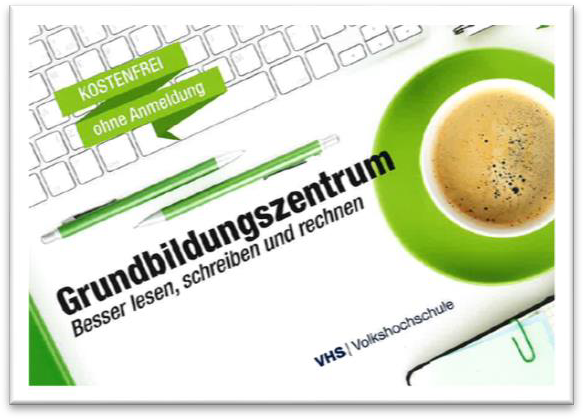 KOSTENFREI
ohne Anmeldung
Grundbildungszentrum
Besser lesen, schreiben und rechnen
VHS | Volkshochschule